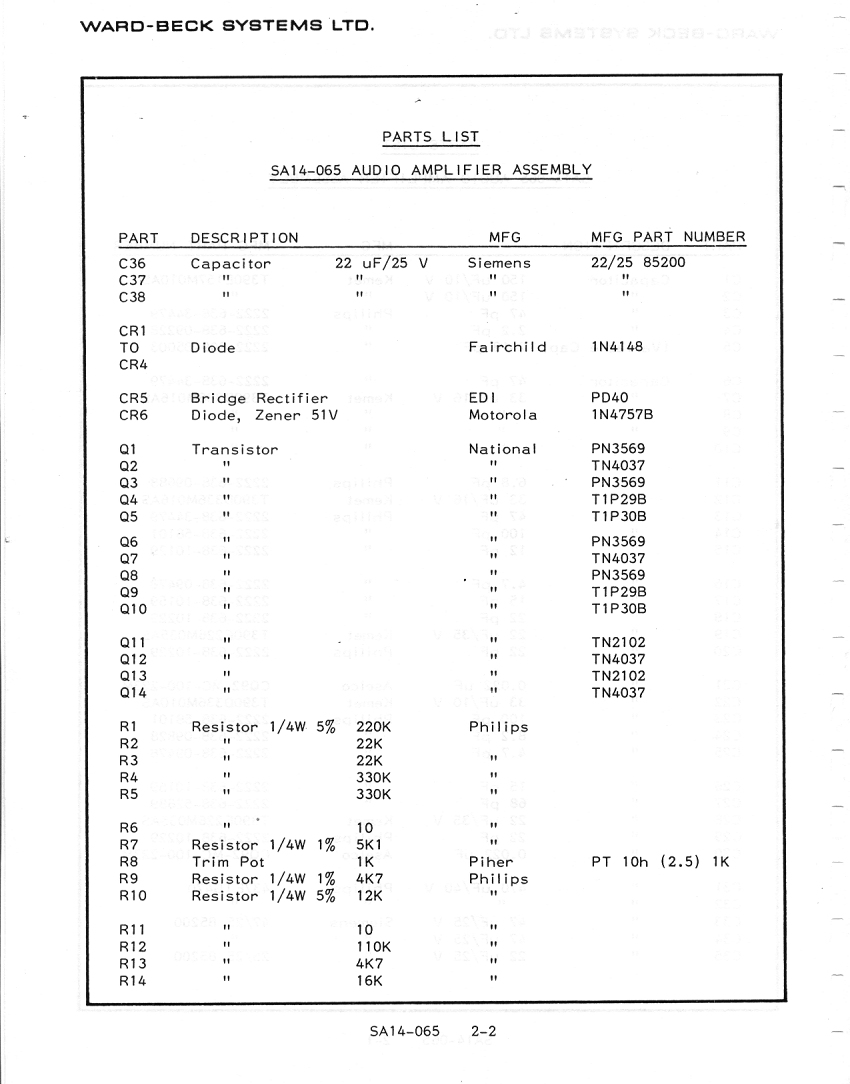 WARD-BECK SYSTEMS LTD.
PARTS LIST
SA14-065 AUDIO AMPLIFIER ASSEMBLY
PART DESCRIPTION MFG MFG PART NUMBER
C36 Capacitor 22 uF/25 V Siemens 22/25 85200
C37 " " " "
C38 " " " "
CR1
TO Diode Fairchild 1N4148
CR4
CR5 Bridge Rectifier EDI PD40
CR6 Diode, Zener 51V Motorola 1N4757B
Q1 Transistor National PN3569
Q2 " " TN4037
Q3 " " PN3569
Q4 " " T1P29B
Q5 " " T1P30B
Q6 " " PN3569
Q7 " " TN4037
Q8 " " PN3569
Q9 " " T1P29B
Q10 " " T1P30B
Q11 " " TN2102
Q12 " " TN4037
Q13 " " TN2102
Q14 " " TN4037
R1 Resistor 1/4W 5% 220K Philips
R2 " 22K
R3 " 22K "
R4 " 330K "
R5 " 330K "
R6 " 10 "
R7 Resistor 1/4W 1% 5K1 "
R8 Trim Pot 1K Piher PT 10h (2.5) 1K
R9 Resistor 1/4W 1% 4K7 Philips
R10 Resistor 1/4W 5% 12K "
R11 " 10 "
R12 " 110K "
R13 " 4K7 "
R14 " 16K "
SA14-065 2-2